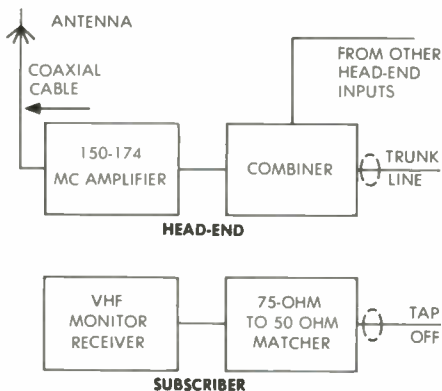 ANTENNA
COAXIAL
CABLE
FROM OTHER
HEAD-END
INPUTS
150-174
MC AMPLIFIER
COMBINER
TRUNK
LINE
HEAD-END
VHF
MONITOR
RECEIVER
75-OHM
TO 50 OHM
MATCHER
TAP
OFF
SUBSCRIBER